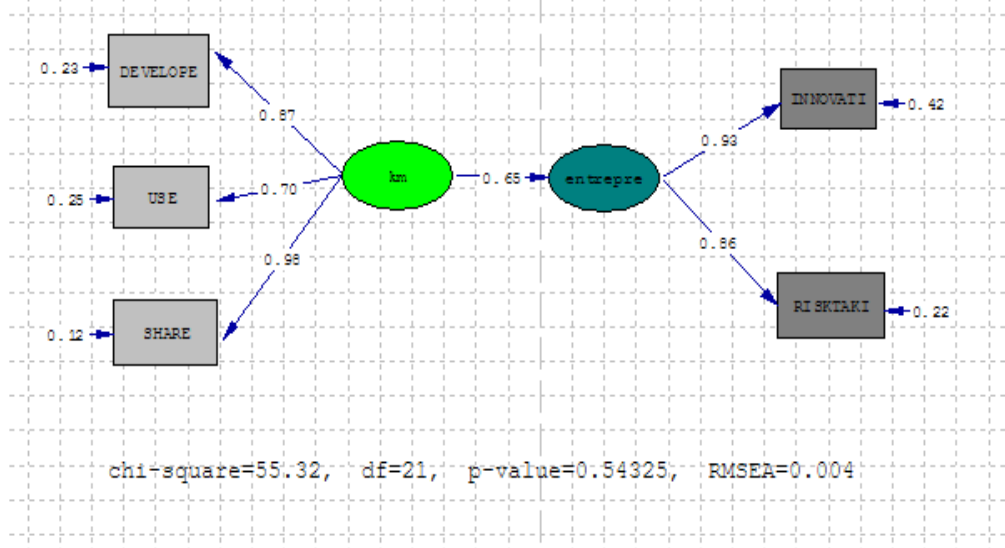 0.23 DEVELOPE
0.87
INNOVATI 0.42
0.93
km 0.65 entrepre
0.25 USE 0.70
0.86
0.98
0.12 SHARE
RISKTAKI 0.22
chi-square=55.32, df=21, p-value=0.54325, RMSEA=0.004